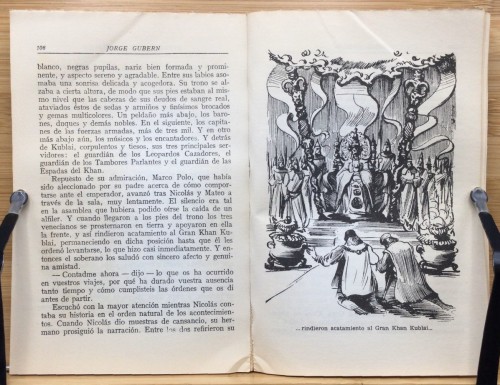 108 JORGE GUBERN
blanco, negras pupilas, nariz bien formada y promi-
nente, y aspecto sereno y agradable. Entre sus labios aso-
maba una sonrisa delicada y acogedora. Su trono se al-
zaba a cierta altura, de modo que sus pies estaban al mis-
mo nivel que las cabezas de sus deudos de sangre real,
ataviados éstos de sedas y armiños y finísimos brocados
y gemas multicolores. Un peldaño más abajo, los baro-
nes, duques y demás nobles. En el siguiente, los capita-
nes de las fuerzas armadas, más de tres mil. Y en otro
más abajo aún, los músicos y los encantadores. Y detrás
de Kublai, corpulentos y tiesos, sus tres principales ser-
vidores: el guardián de los Leopardos Cazadores, el
guardián de los Tambores Parlantes y el guardián de las
Espadas del Khan.
Repuesto de su admiración, Marco Polo, que había
sido aleccionado por su padre acerca de cómo compor-
tarse ante el emperador, avanzó tras Nicolás y Mateo a
través de la sala, muy lentamente. El silencio era tal
en la asamblea que hubiera podido oírse la caída de un
alfiler. Y cuando llegaron a los pies del trono los tres
venecianos se prosternaron en tierra y apoyaron en ella
la frente, y así rindieron acatamiento al Gran Khan Ku-
blai, permaneciendo en dicha posición hasta que él les
ordenó levantarse, lo que hizo casi inmediatamente. Y en-
tonces el soberano los saludó con sincero afecto y genui-
na amistad.
— Contadme ahora — dijo — lo que os ha ocurrido
en vuestros viajes, por qué ha durado vuestra ausencia
tanto tiempo y cómo cumplisteis las órdenes que os di
antes de partir.
Escuchó con la mayor atención mientras Nicolás con-
taba su historia en el orden natural de los acontecimien-
tos. Cuando Nicolás dio muestras de cansancio, su her-
mano prosiguió la narración. Entre los dos refirieron su
...rindieron acatamiento al Gran Khan Kublai...